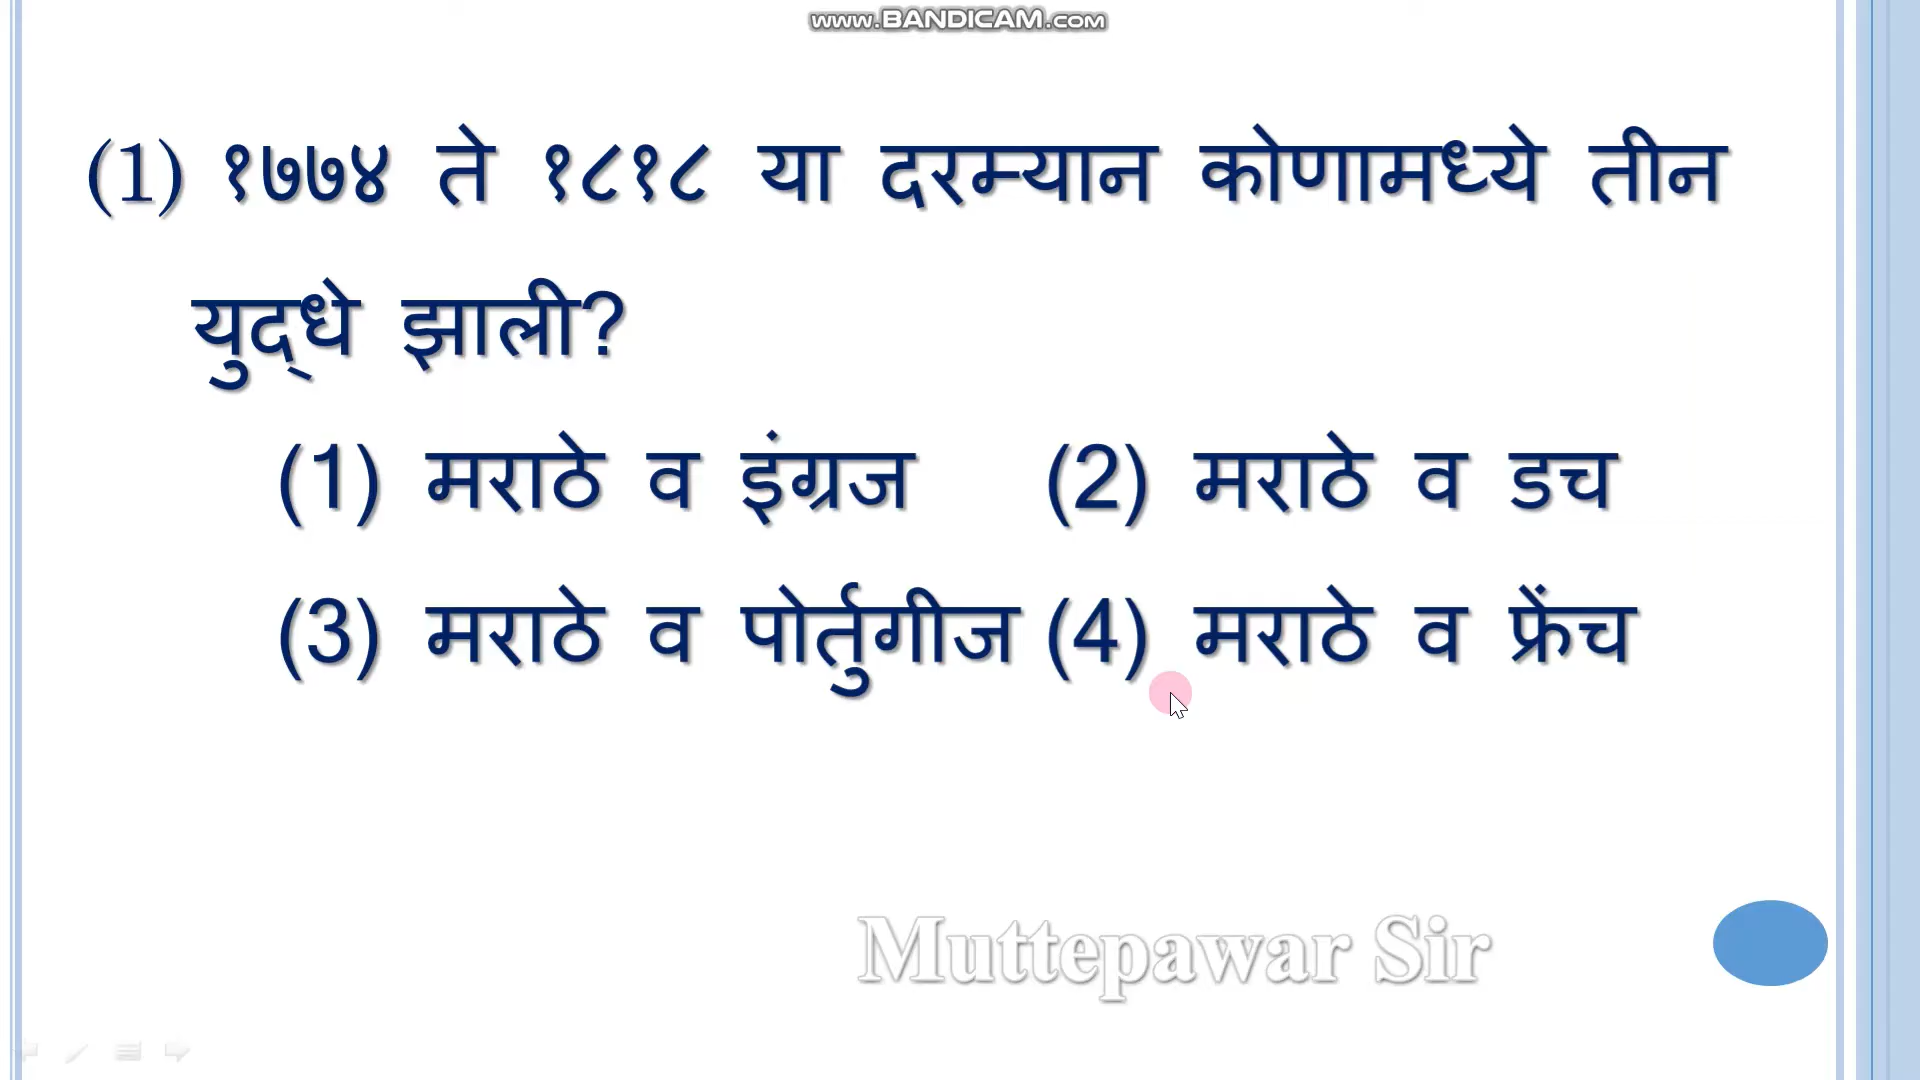 www.BANDICAM.com
(1) १७७४ ते १८१८ या दरम्यान कोणामध्ये तीन
युद्‌धे झाली?
(1) मराठे व इंग्रज (2) मराठे व डच
(3) मराठे व पोर्तुगीज (4) मराठे व फ्रेंच
Muttepawar Sir